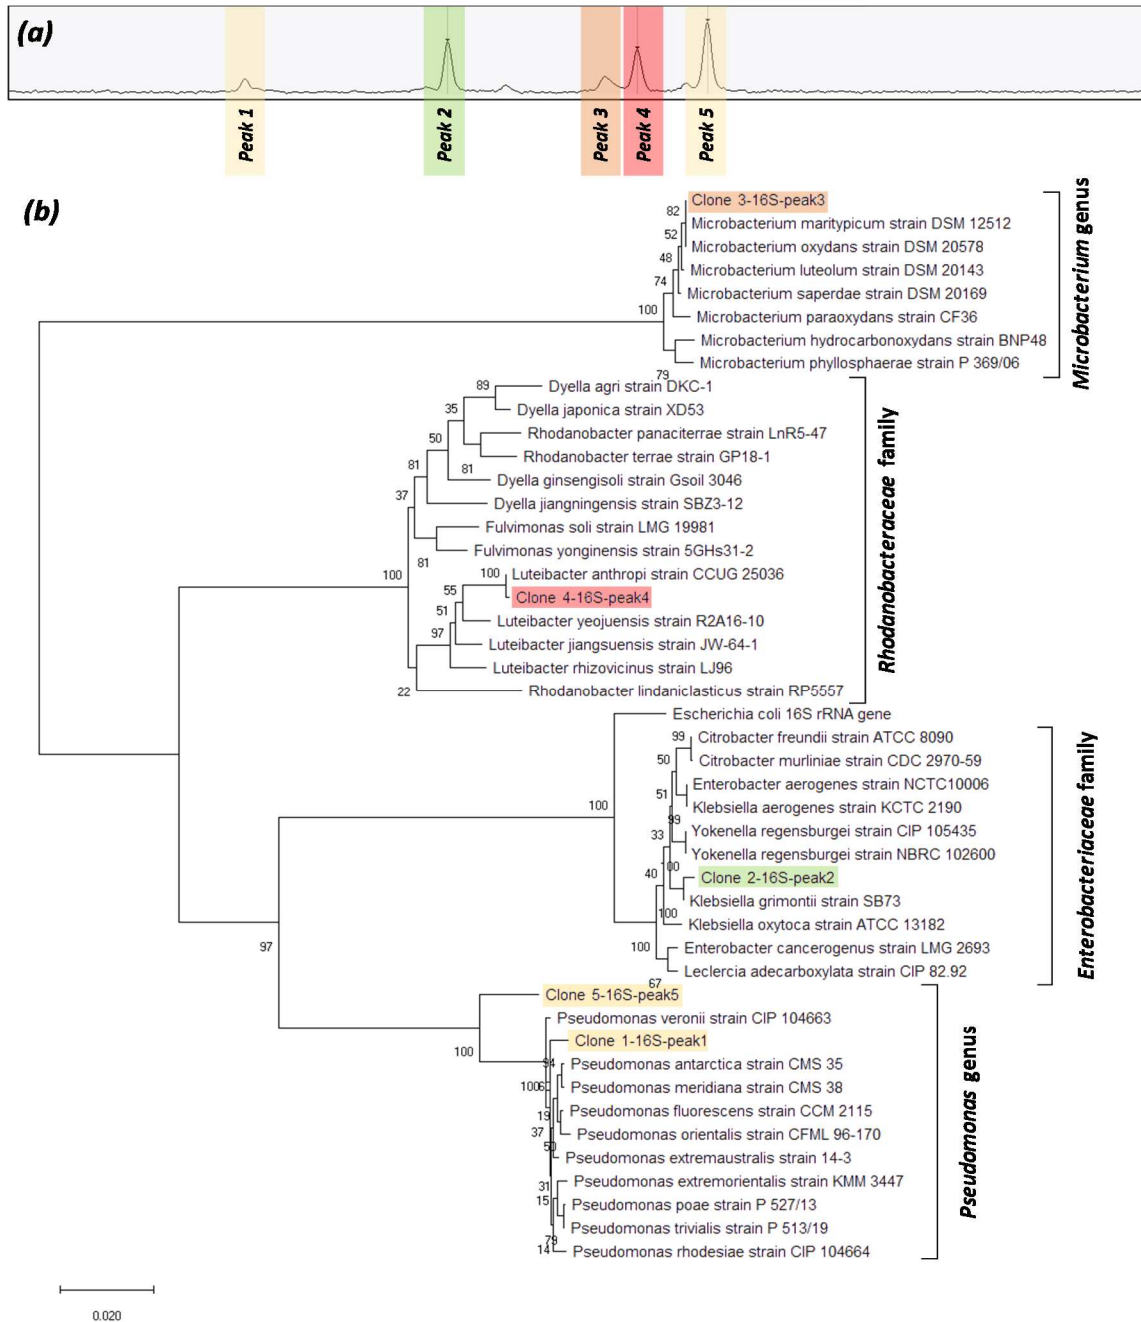 (a)
Peak 1
Peak 2
Peak 3
Peak 4
Peak 5
(b)
Clone 3-16S-peak3
82
Microbacterium maritypicum strain DSM 12512
52
Microbacterium oxydans strain DSM 20578
48
Microbacterium luteolum strain DSM 20143
74
Microbacterium saperdae strain DSM 20169
100
Microbacterium paraoxydans strain CF36
Microbacterium hydrocarbonoxydans strain BNP48
Microbacterium phyllosphaerae strain P 369/06
79
Microbacterium genus
89
Dyella agri strain DKC-1
35
Dyella japonica strain XD53
50
Rhodanobacter panaciterrae strain LnR5-47
Rhodanobacter terrae strain GP18-1
81
81
Dyella ginsengisoli strain Gsoil 3046
37
Dyella jiangningensis strain SBZ3-12
Fulvimonas soli strain LMG 19981
Fulvimonas yonginensis strain 5GHs31-2
81
100
100
Luteibacter anthropi strain CCUG 25036
55
Clone 4-16S-peak4
51
Luteibacter yeojuensis strain R2A16-10
97
Luteibacter jiangsuensis strain JW-64-1
Luteibacter rhizovicinus strain LJ96
22
Rhodanobacter lindaniclasticus strain RP5557
Rhodanobacteraceae family
Escherichia coli 16S rRNA gene
99
Citrobacter freundii strain ATCC 8090
50
Citrobacter murliniae strain CDC 2970-59
51
Enterobacter aerogenes strain NCTC10006
100
Klebsiella aerogenes strain KCTC 2190
99
33
Yokenella regensburgei strain CIP 105435
Yokenella regensburgei strain NBRC 102600
100
40
Clone 2-16S-peak2
Klebsiella grimontii strain SB73
100
Klebsiella oxytoca strain ATCC 13182
100
Enterobacter cancerogenus strain LMG 2693
Leclercia adecarboxylata strain CIP 82.92
67
Enterobacteriaceae family
97
Clone 5-16S-peak5
Pseudomonas veronii strain CIP 104663
100
Clone 1-16S-peak1
94
Pseudomonas antarctica strain CMS 35
100
Pseudomonas meridiana strain CMS 38
19
Pseudomonas fluorescens strain CCM 2115
37
Pseudomonas orientalis strain CFML 96-170
50
Pseudomonas extremaustralis strain 14-3
31
Pseudomonas extremorientalis strain KMM 3447
15
Pseudomonas poae strain P 527/13
Pseudomonas trivialis strain P 513/19
79
14
Pseudomonas rhodesiae strain CIP 104664
Pseudomonas genus
0.020